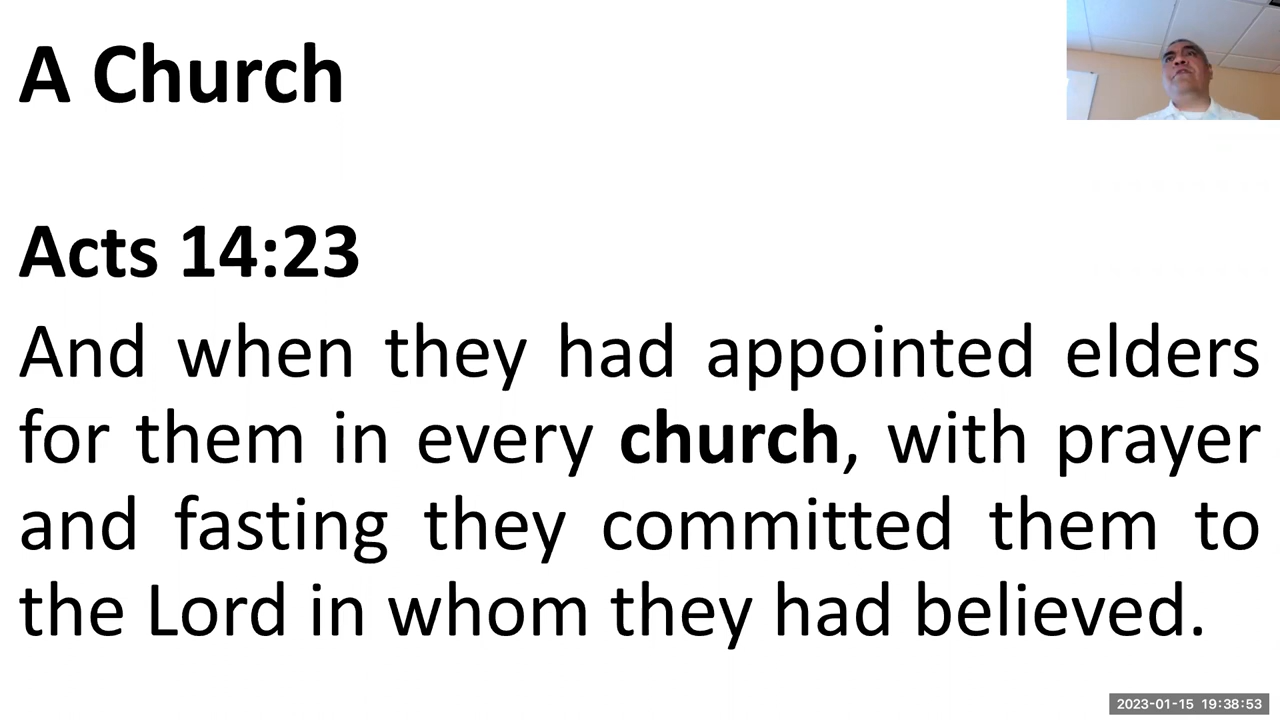 A Church
Acts 14:23
And when they had appointed elders
for them in every church, with prayer
and fasting they committed them to
the Lord in whom they had believed.
2023-01-15 19:38:53